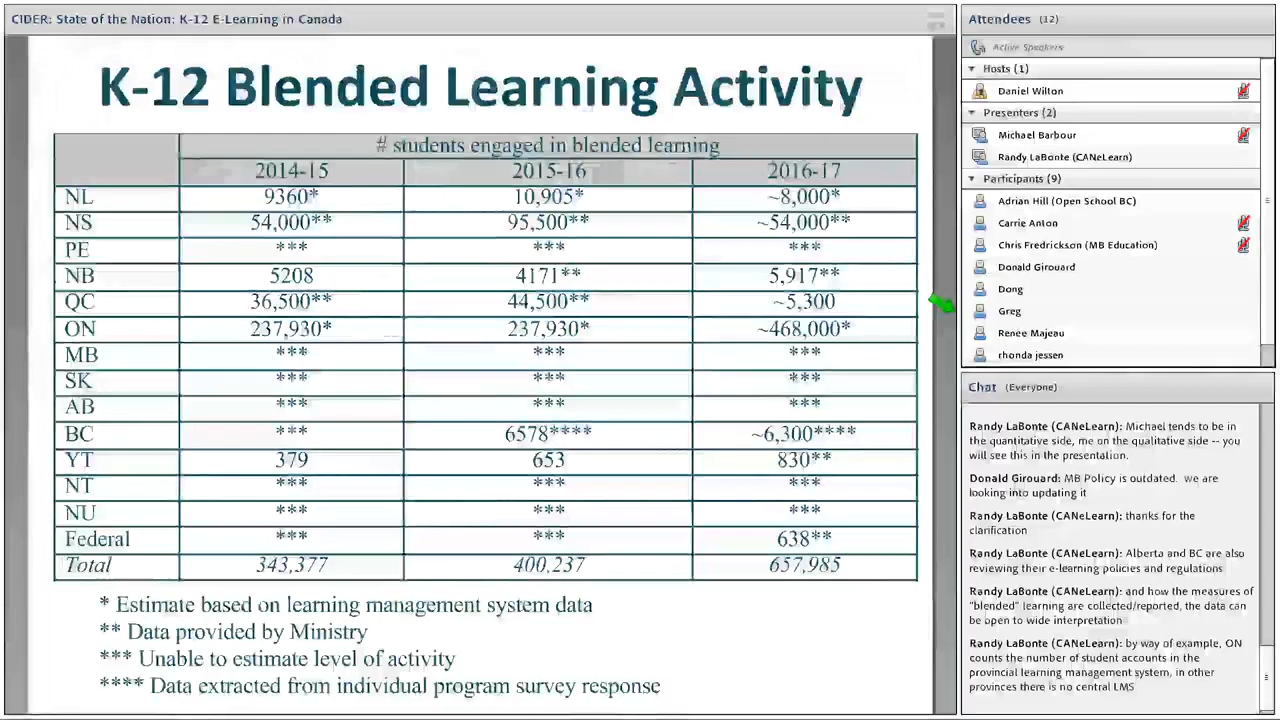 CIDER: State of the Nation: K-12 E-Learning in Canada
K-12 Blended Learning Activity
# students engaged in blended learning
2014-15 2015-16 2016-17
NL 9360* 10,905* ~8,000*
NS 54,000** 95,500** ~54,000**
PE *** *** ***
NB 5208 4171** 5,917**
QC 36,500** 44,500** ~5,300
ON 237,930* 237,930* ~468,000*
MB *** *** ***
SK *** *** ***
AB *** *** ***
BC *** 6578**** ~6,300****
YT 379 653 830**
NT *** *** ***
NU *** *** ***
Federal *** *** 638**
Total 343,377 400,237 657,985
* Estimate based on learning management system data
** Data provided by Ministry
*** Unable to estimate level of activity
**** Data extracted from individual program survey response
Attendees (12)
Active Speakers
Hosts (1)
Daniel Wilton
Presenters (2)
Michael Barbour
Randy LaBonte (CANeLearn)
Participants (9)
Adrian Hill (Open School BC)
Carrie Anton
Chris Fredrickson (MB Education)
Donald Girouard
Dong
Greg
Renee Majeau
rhonda jessen
Chat (Everyone)
Randy LaBonte (CANeLearn): Michael tends to be in
the quantitative side, me on the qualitative side -- you
will see this in the presentation.
Donald Girouard: MB Policy is outdated. we are
looking into updating it
Randy LaBonte (CANeLearn): thanks for the
clarification
Randy LaBonte (CANeLearn): Alberta and BC are also
reviewing their e-learning policies and regulations
Randy LaBonte (CANeLearn): and how the measures of
"blended" learning are collected/reported, the data can
be open to wide interpretation
Randy LaBonte (CANeLearn): by way of example, ON
counts the number of student accounts in the
provincial learning management system, in other
provinces there is no central LMS